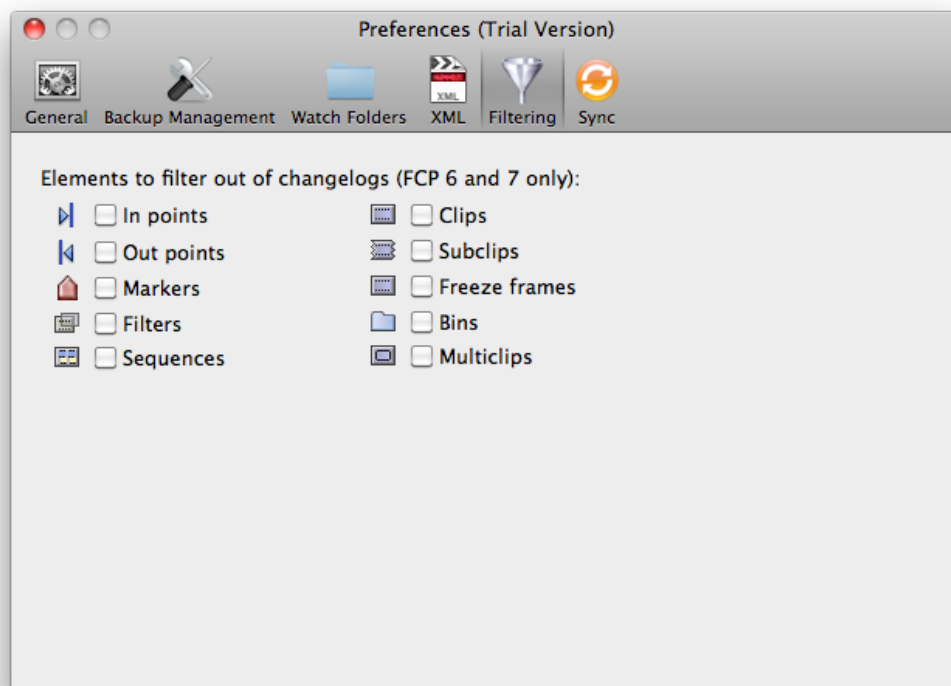 Preferences (Trial Version)
General Backup Management Watch Folders XML Filtering Sync
XML
Elements to filter out of changelogs (FCP 6 and 7 only):
In points
Out points
Markers
Filters
Sequences
Clips
Subclips
Freeze frames
Bins
Multiclips